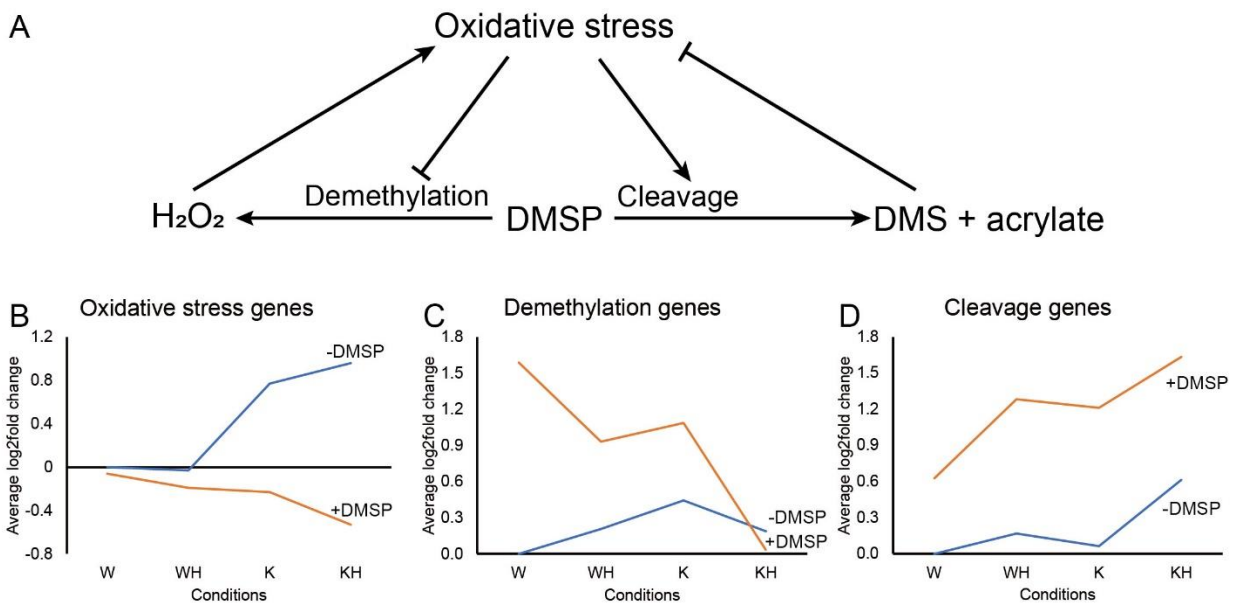 A
Oxidative stress
Demethylation
Cleavage
H₂O₂
DMSP
DMS + acrylate
B
Oxidative stress genes
Average log2fold change
1.2
0.8
0.4
0
-0.4
-0.8
-DMSP
+DMSP
W WH K KH
Conditions
C
Demethylation genes
Average log2fold change
1.8
1.5
1.2
0.9
0.6
0.3
0.0
-DMSP
+DMSP
W WH K KH
Conditions
D
Cleavage genes
Average log2fold change
1.8
1.5
1.2
0.9
0.6
0.3
0.0
+DMSP
-DMSP
W WH K KH
Conditions